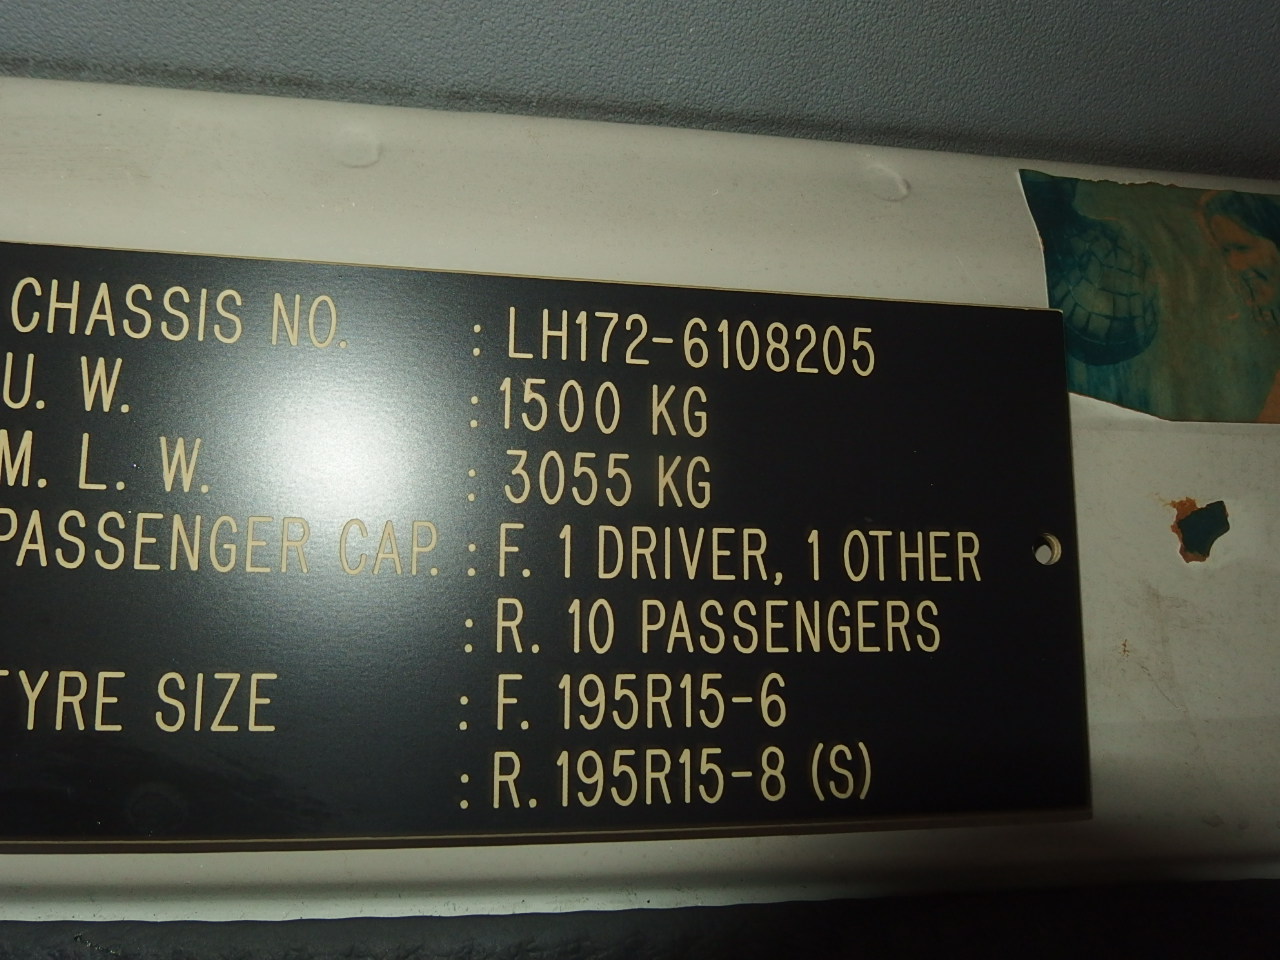 CHASSIS NO. : LH172-6108205
U. W. : 1500 KG
M. L. W. : 3055 KG
PASSENGER CAP. : F. 1 DRIVER, 1 OTHER
: R. 10 PASSENGERS
TYRE SIZE : F. 195R15-6
: R. 195R15-8 (S)